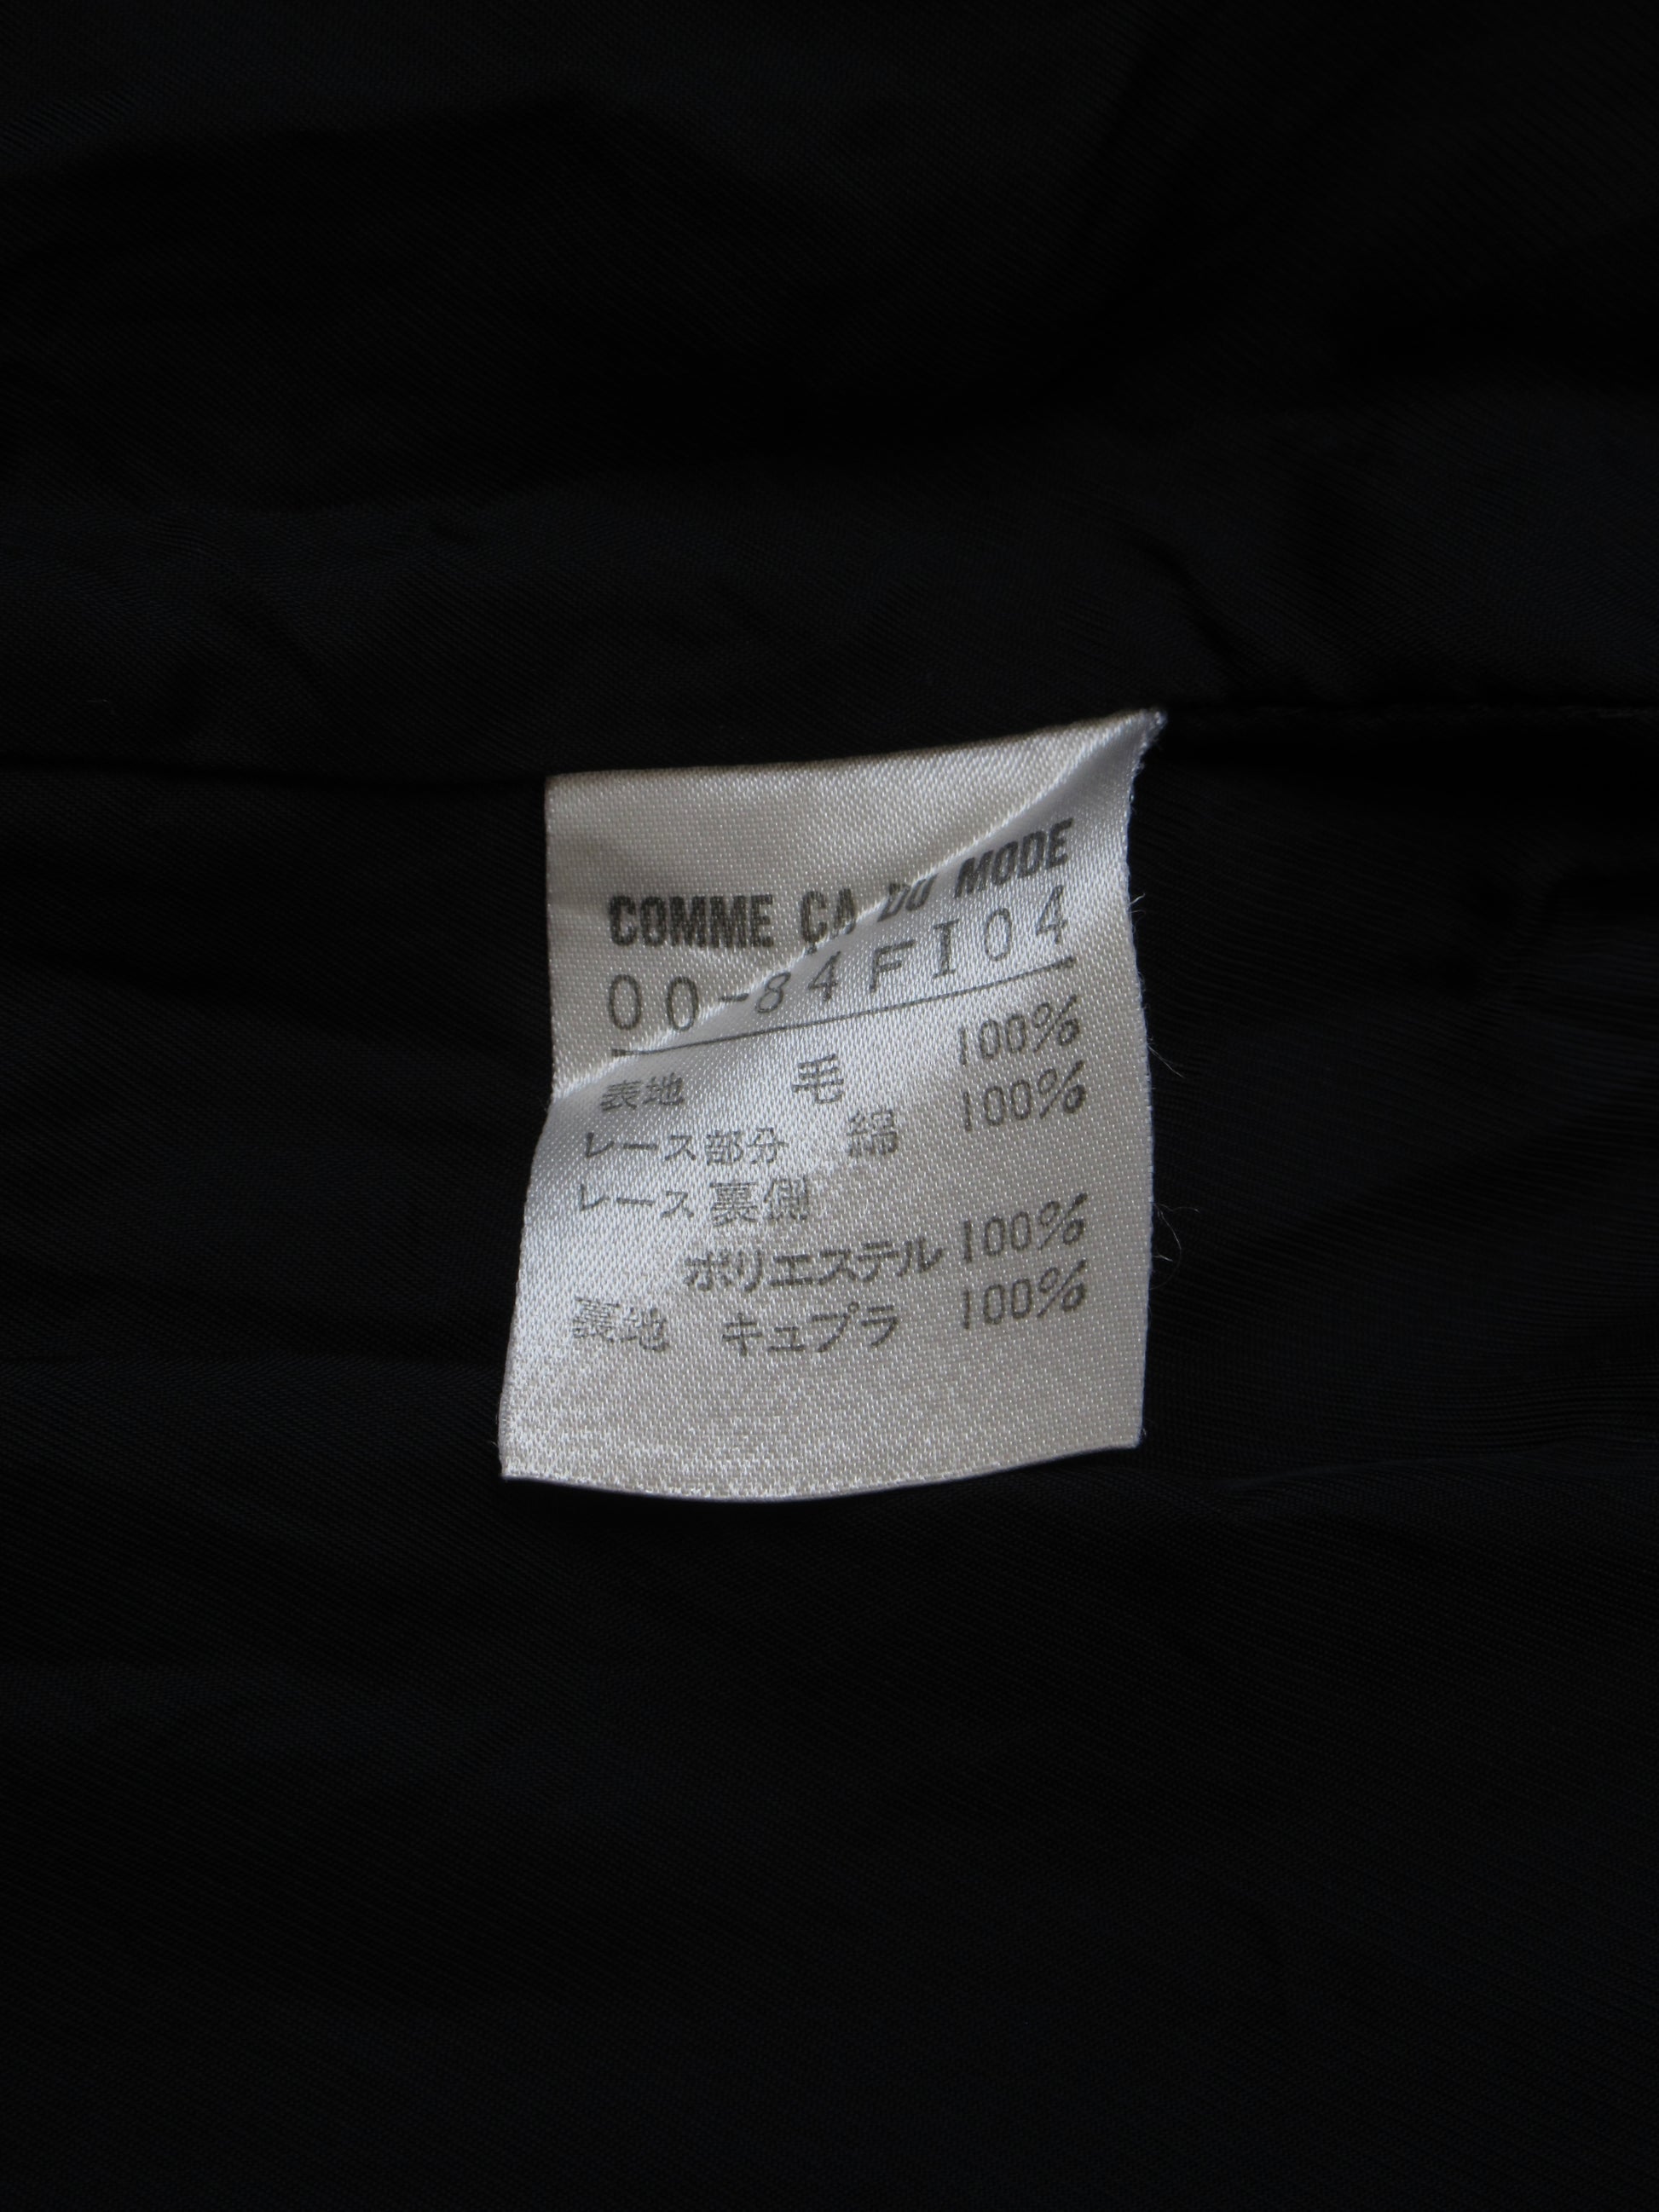 COMME ÇA DU MODE
00-84FI04
表地 毛 100%
レース部分 綿 100%
レース裏側
ポリエステル 100%
裏地 キュプラ 100%